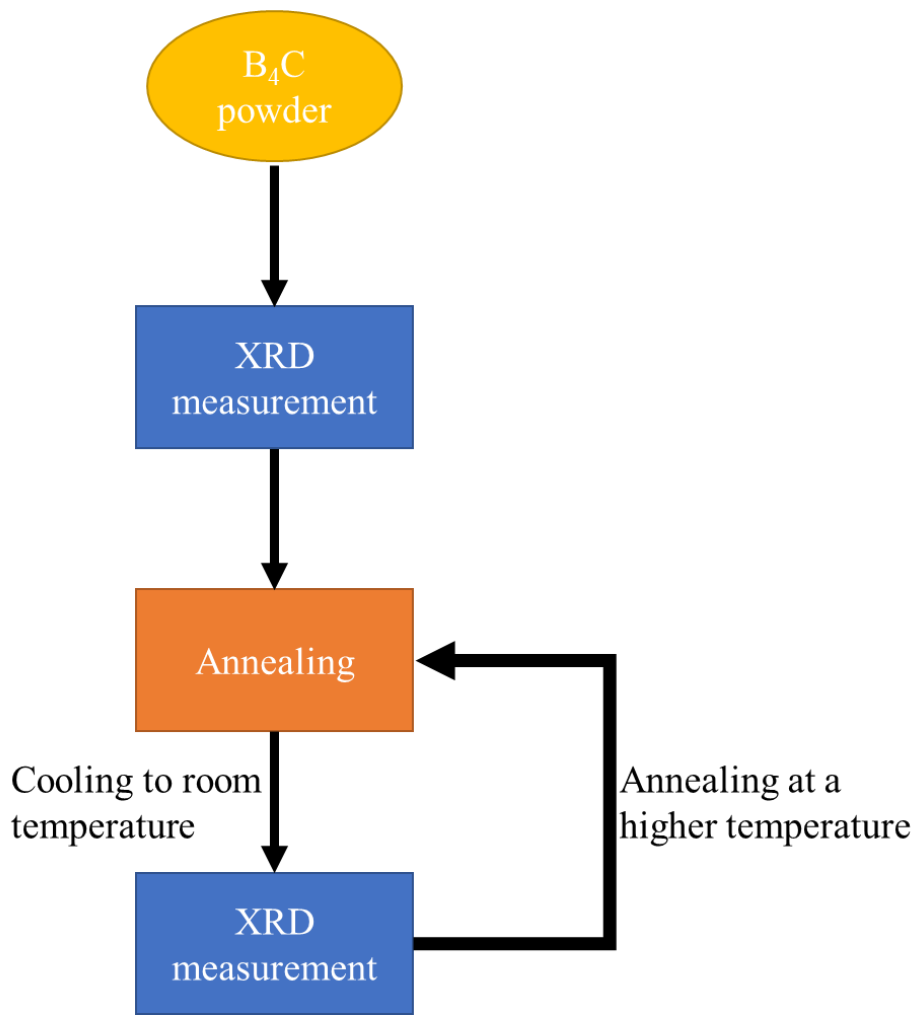 B₄C
powder
XRD
measurement
Annealing
Cooling to room
temperature
Annealing at a
higher temperature
XRD
measurement